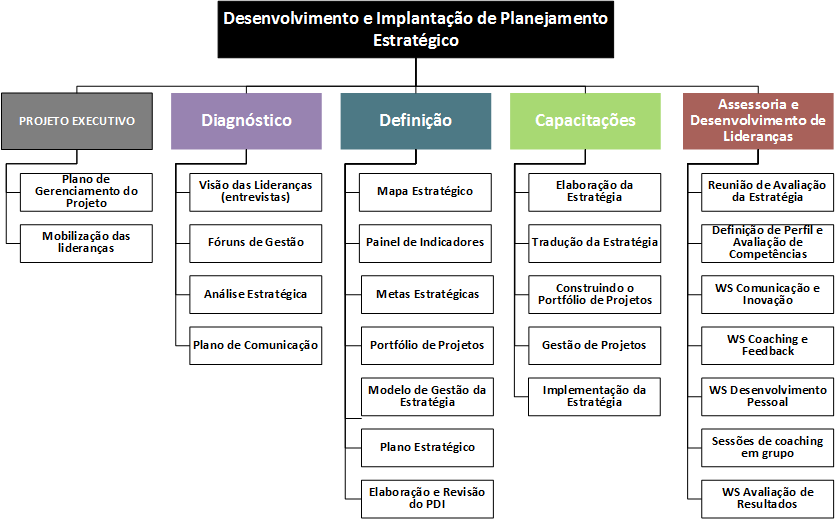 Desenvolvimento e Implantação de Planejamento
Estratégico
PROJETO EXECUTIVO
Plano de
Gerenciamento do
Projeto
Mobilização das
lideranças
Diagnóstico
Visão das Lideranças
(entrevistas)
Fóruns de Gestão
Análise Estratégica
Plano de Comunicação
Definição
Mapa Estratégico
Painel de Indicadores
Metas Estratégicas
Portfólio de Projetos
Modelo de Gestão da
Estratégia
Plano Estratégico
Elaboração e Revisão
do PDI
Capacitações
Elaboração da
Estratégia
Tradução da Estratégia
Construindo o
Portfólio de Projetos
Gestão de Projetos
Implementação da
Estratégia
Assessoria e
Desenvolvimento de
Lideranças
Reunião de Avaliação
da Estratégia
Definição de Perfil e
Avaliação de
Competências
WS Comunicação e
Inovação
WS Coaching e
Feedback
WS Desenvolvimento
Pessoal
Sessões de coaching
em grupo
WS Avaliação de
Resultados